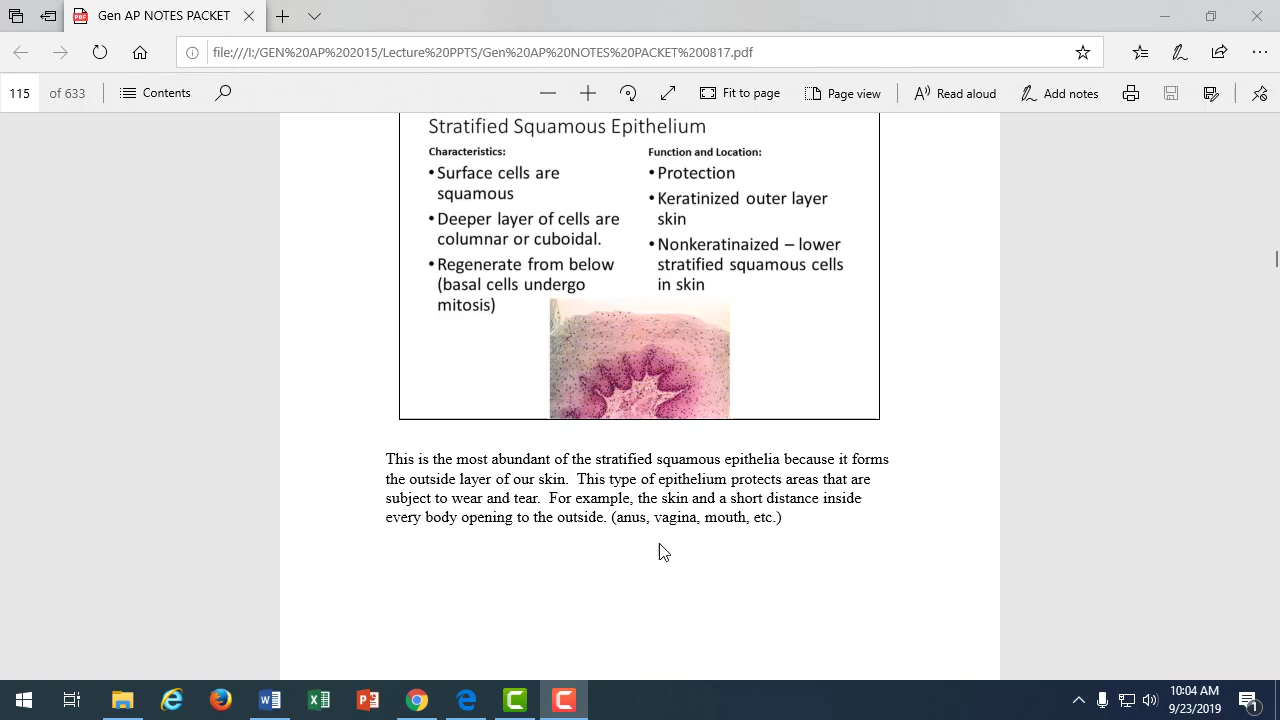 Gen AP NOTES PACKET
file:///I:/GEN%20AP%202015/Lecture%20PPTS/Gen%20AP%20NOTES%20PACKET%200817.pdf
115 of 633 Contents Fit to page Page view Read aloud Add notes
Stratified Squamous Epithelium
Characteristics:
• Surface cells are
squamous
• Deeper layer of cells are
columnar or cuboidal.
• Regenerate from below
(basal cells undergo
mitosis)
Function and Location:
• Protection
• Keratinized outer layer
skin
• Nonkeratinaized – lower
stratified squamous cells
in skin
This is the most abundant of the stratified squamous epithelia because it forms
the outside layer of our skin.  This type of epithelium protects areas that are
subject to wear and tear.  For example, the skin and a short distance inside
every body opening to the outside. (anus, vagina, mouth, etc.)
10:04 AM
9/23/2019
1